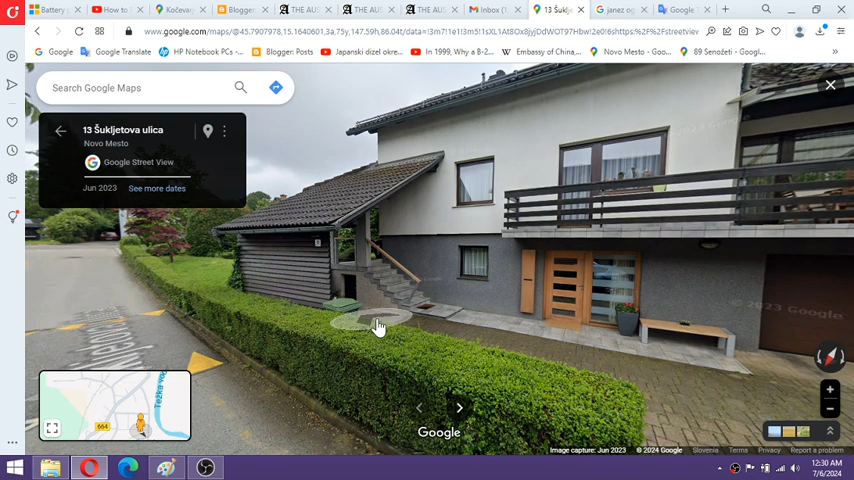 Battery p
How to f
Kočevar
Blogger:
THE AUS
THE AUS
THE AUS
Inbox (1
13 Šuklj
janez og
Google T
www.google.com/maps/@45.7907978,15.1640601,3a,75y,147.59h,86.04t/data=!3m7!1e1!3m5!1sXL1At8Ox8jyjDdWOT97Hbw!2e0!6shttps:%2F%2Fstreetview
Google
Google Translate
HP Notebook PC's
Blogger: Posts
Japanski dizel okre...
In 1999, Why a B-2...
Embassy of China,...
Novo Mesto - Goo...
89 Senožeti - Googl...
Search Google Maps
13 Šukljetova ulica
Novo Mesto
Google Street View
Jun 2023
See more dates
© 2023 Google
664
Težka voda
Google
Image capture: Jun 2023
© 2024 Google
Slovenia
Terms
Privacy
Report a problem
12:30 AM
7/6/2024